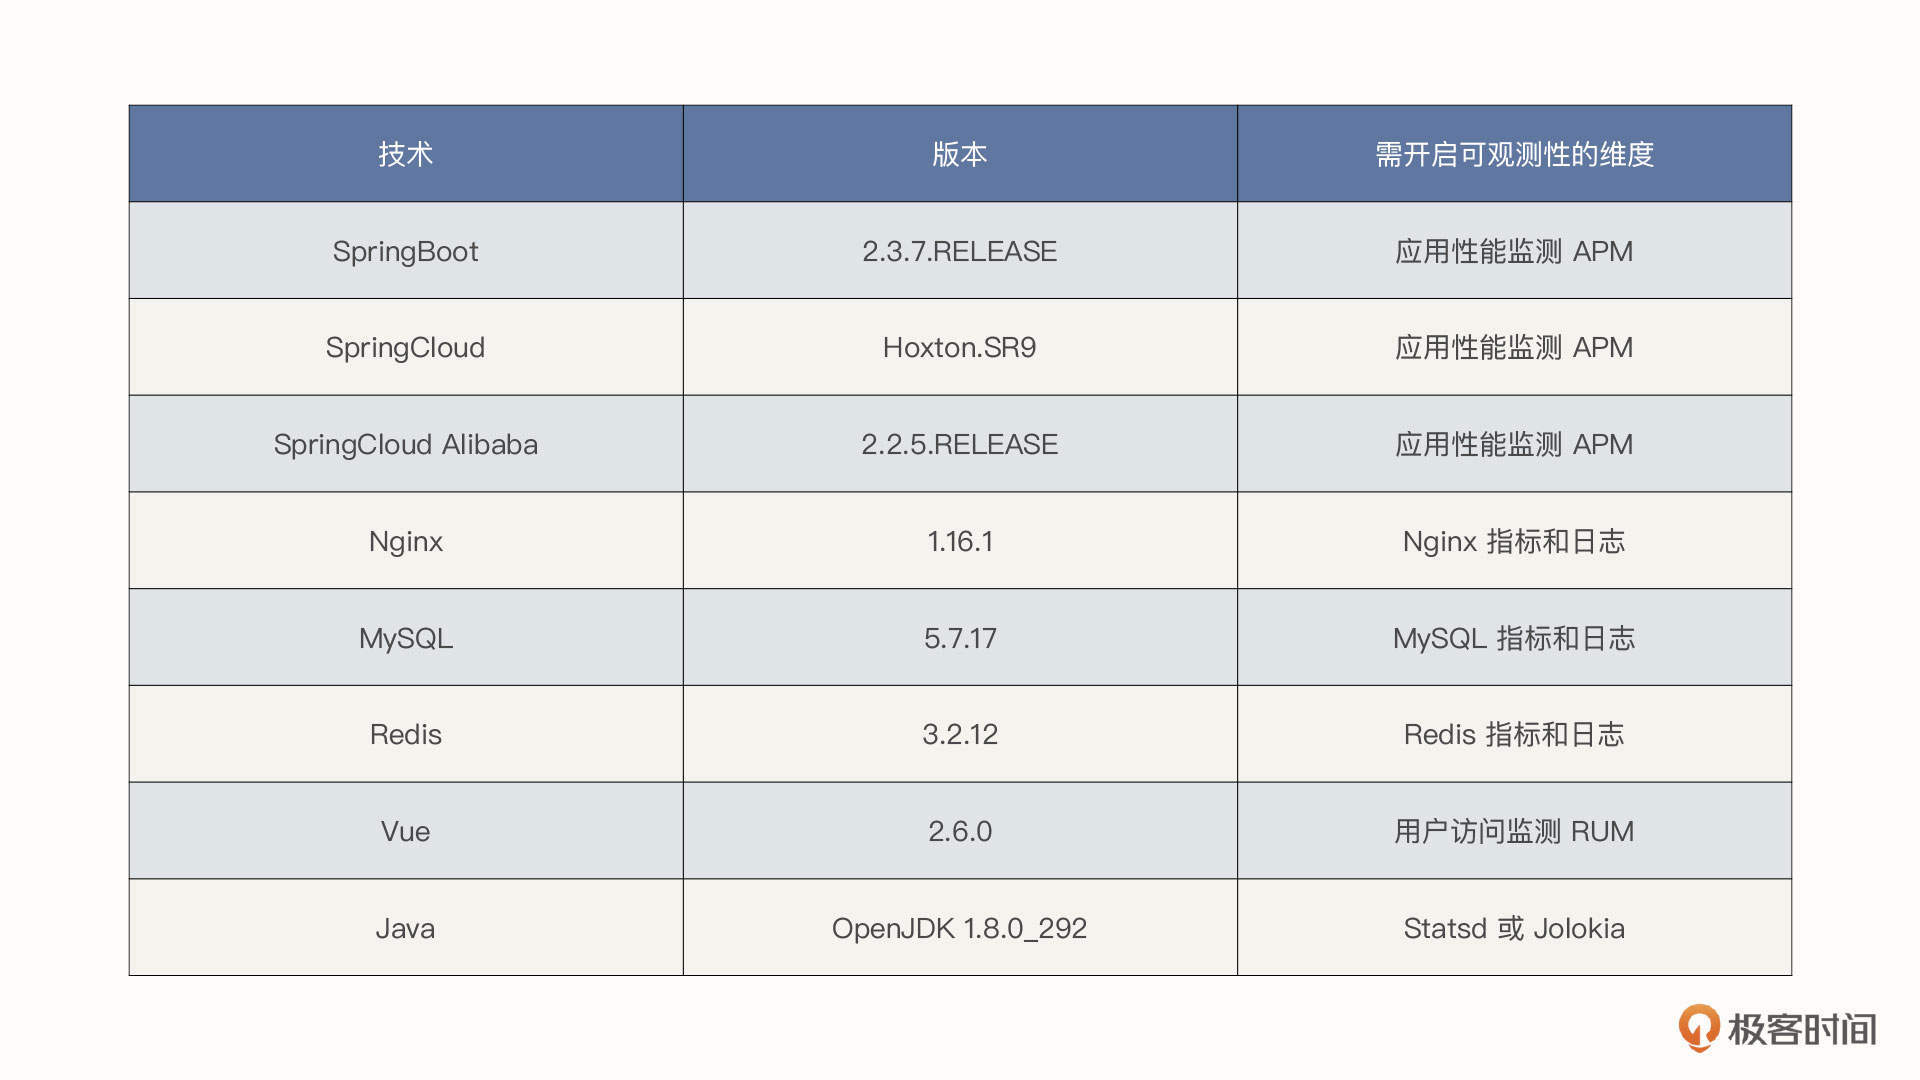 技术 版本 需开启可观测性的维度
SpringBoot 2.3.7.RELEASE 应用性能监测 APM
SpringCloud Hoxton.SR9 应用性能监测 APM
SpringCloud Alibaba 2.2.5.RELEASE 应用性能监测 APM
Nginx 1.16.1 Nginx 指标和日志
MySQL 5.7.17 MySQL 指标和日志
Redis 3.2.12 Redis 指标和日志
Vue 2.6.0 用户访问监测 RUM
Java OpenJDK 1.8.0_292 Statsd 或 Jolokia
极客时间